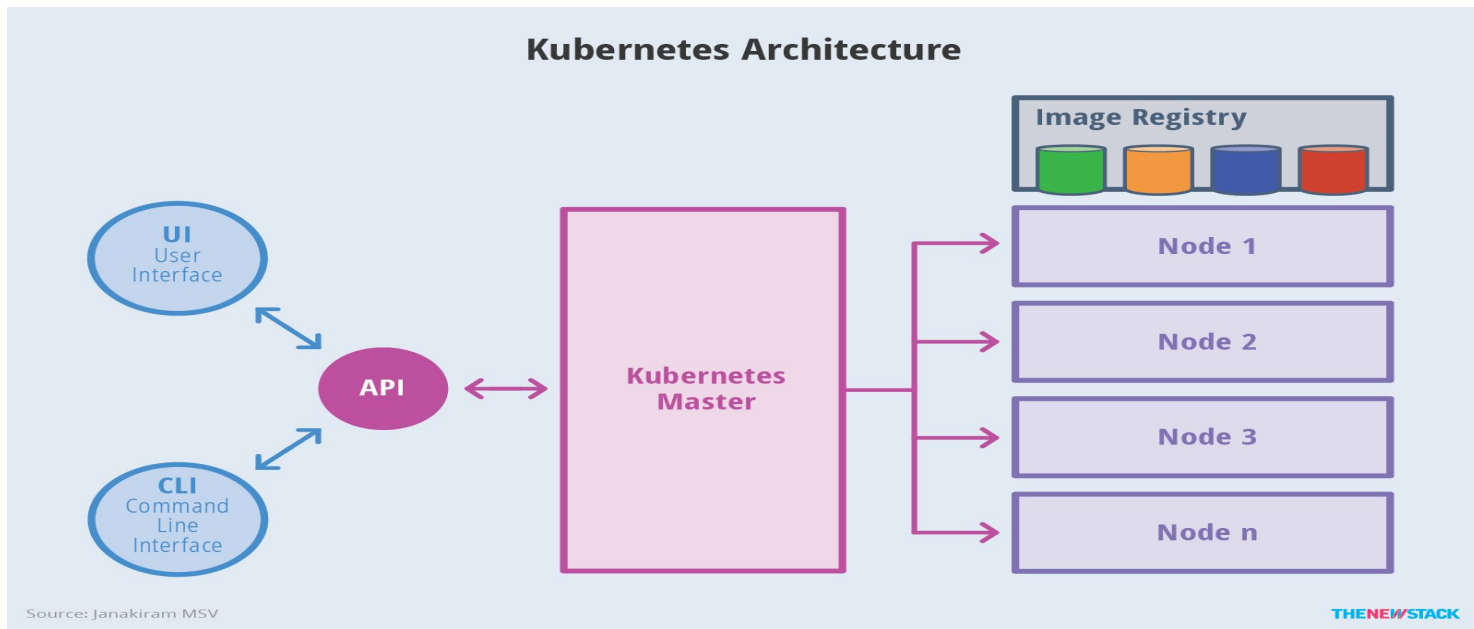 Kubernetes Architecture
Image Registry
UI
User
Interface
Node 1
Node 2
API
Kubernetes
Master
Node 3
CLI
Command
Line
Interface
Node n
Source: Janakiram MSV
THENEWSTACK